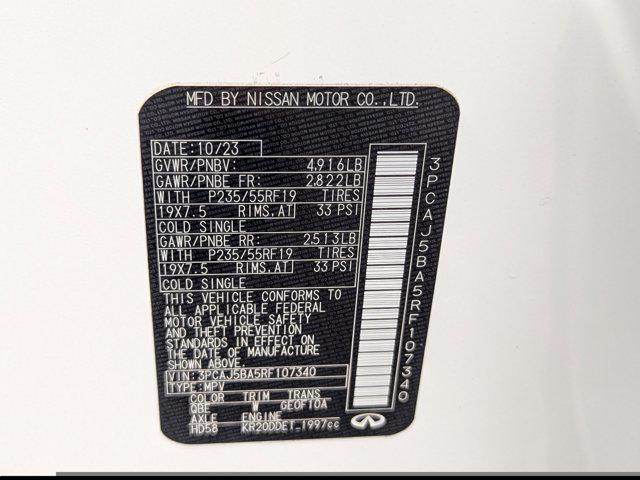 MFD BY NISSAN MOTOR CO.,LTD.
DATE:10/23
GVWR/PNBV: 4,916LB
GAWR/PNBE FR: 2,822LB
WITH P235/55RF19 TIRES
19X7.5 RIMS,AT 33 PSI
COLD SINGLE
GAWR/PNBE RR: 2,513LB
WITH P235/55RF19 TIRES
19X7.5 RIMS,AT 33 PSI
COLD SINGLE
THIS VEHICLE CONFORMS TO
ALL APPLICABLE FEDERAL
MOTOR VEHICLE SAFETY
AND THEFT PREVENTION
STANDARDS IN EFFECT ON
THE DATE OF MANUFACTURE
SHOWN ABOVE.
VIN:3PCAJ5BA5RF107340
TYPE:MPV
COLOR TRIM TRANS
QBE W GE0F10A
AXLE ENGINE
HD58 KR20DDET 1997cc
3PCAJ5BA5RF107340